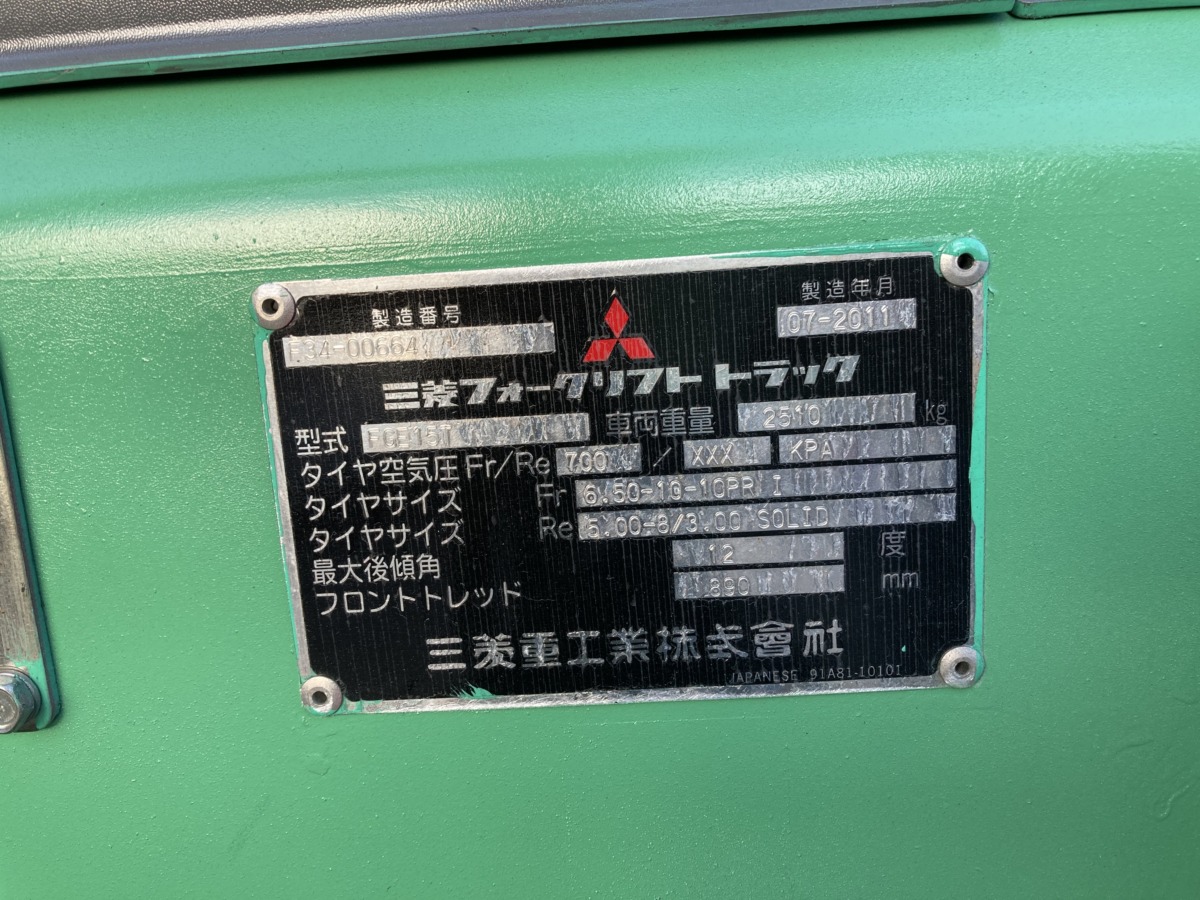 製造番号
製造年月
F34-00664
07-2011
三菱フォークリフトトラック
型式 FGE15T 車両重量 2510 kg
タイヤ空気圧 Fr/Re 700 / XXX KPA
タイヤサイズ Fr 6.50-10-10PR I
タイヤサイズ Re 5.00-8/3.00 SOLID
最大後傾角 12 度
フロントトレッド 890 mm
三菱重工業株式會社
JAPANESE 91A81-10101